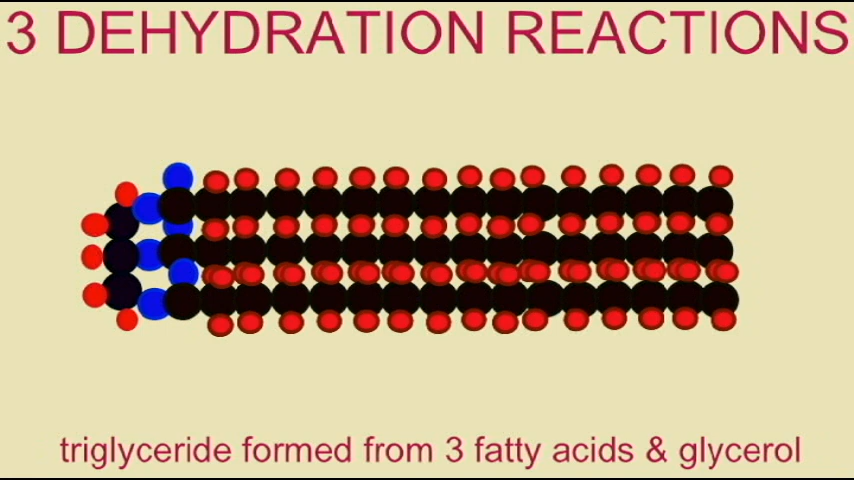 3 DEHYDRATION REACTIONS
triglyceride formed from 3 fatty acids & glycerol